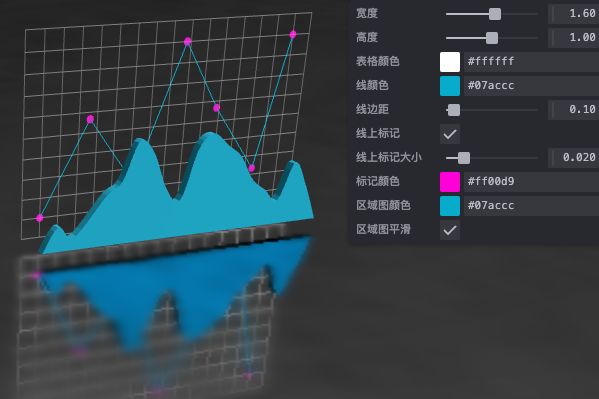 宽度 1.60
高度 1.00
表格颜色 #ffffff
线颜色 #07accc
线边距 0.10
线上标记
线上标记大小 0.020
标记颜色 #ff00d9
区域图颜色 #07accc
区域图平滑